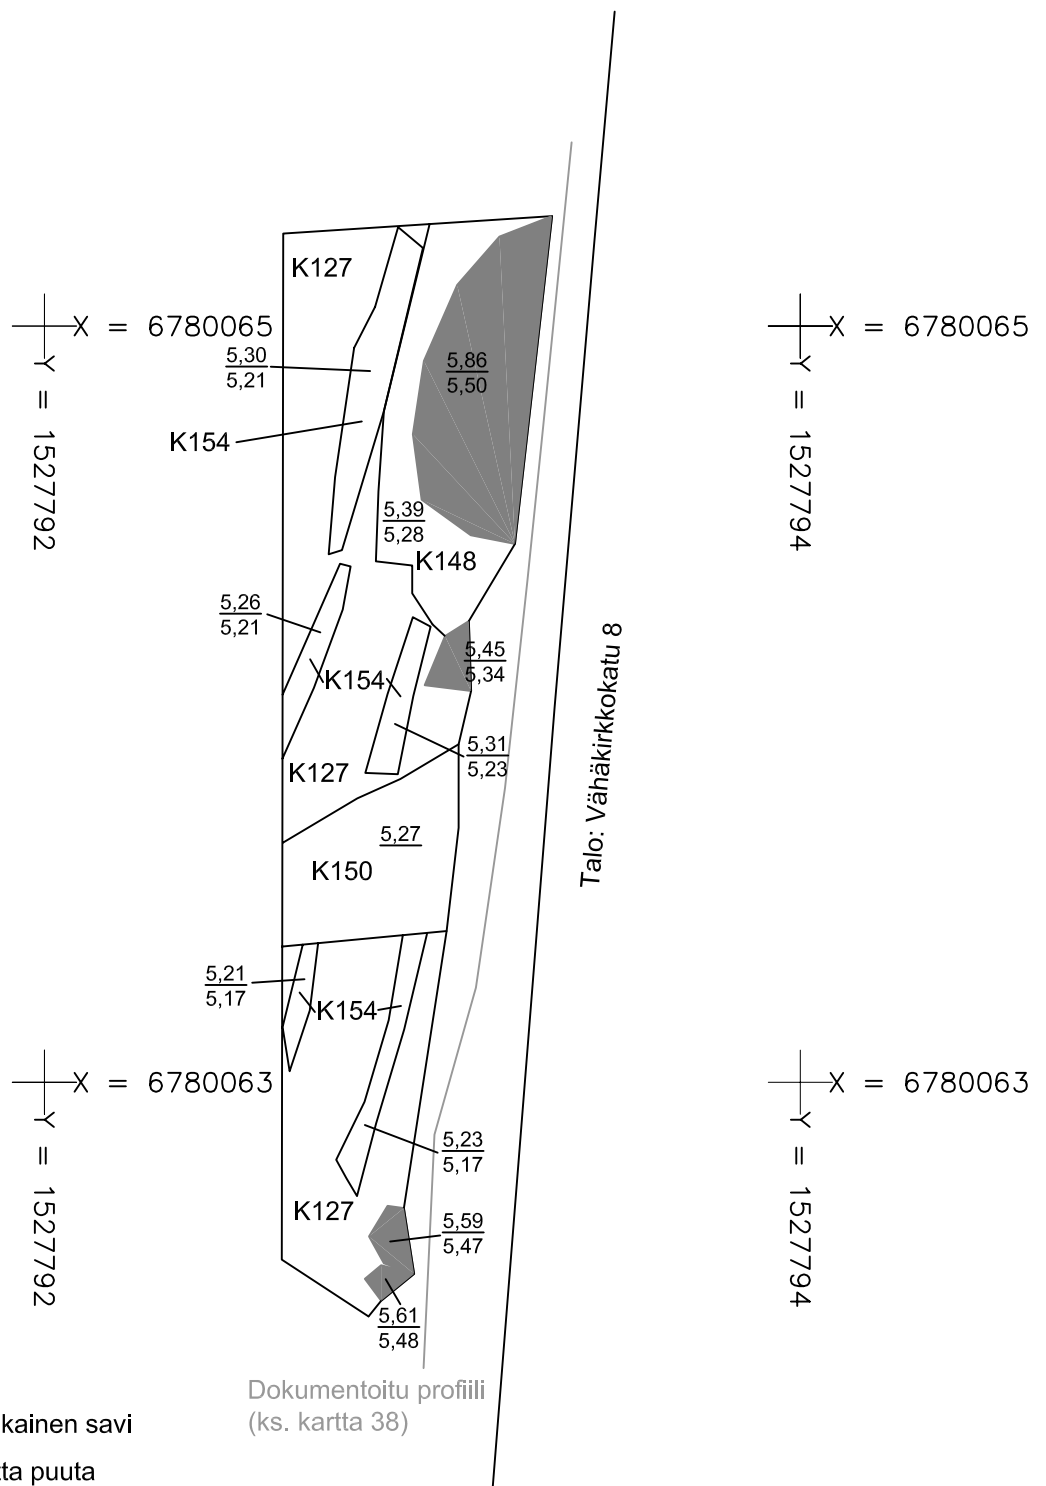 K127
X = 6780065
Y = 1527792
X = 6780065
Y = 1527794
5,30
5,21
5,86
5,50
K154
5,39
5,28
K148
5,26
5,21
K154
5,45
5,34
Talo: Vähäkirkkokatu 8
5,31
5,23
K127
5,27
K150
5,21
5,17
K154
X = 6780063
Y = 1527792
X = 6780063
Y = 1527794
5,23
5,17
K127
5,59
5,47
5,61
5,48
Dokumentoitu profiili
(ks. kartta 38)
kainen savi
ta puuta